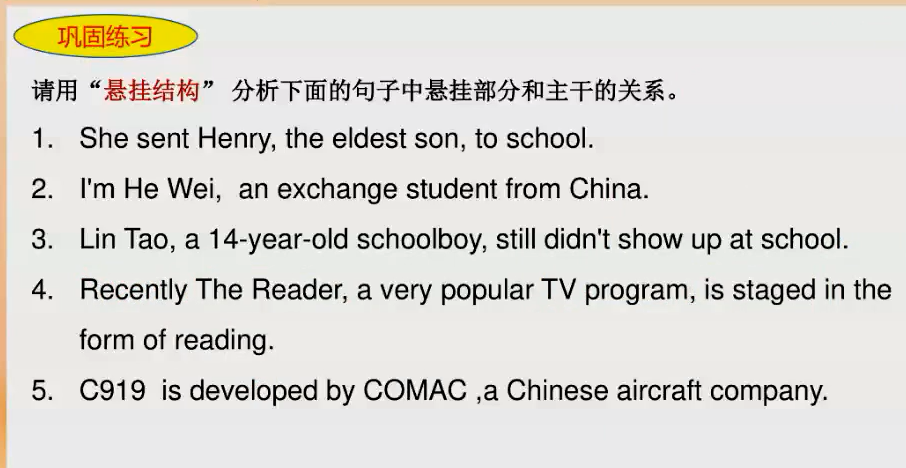 巩固练习
请用“悬挂结构” 分析下面的句子中悬挂部分和主干的关系。
1. She sent Henry, the eldest son, to school.
2. I'm He Wei,  an exchange student from China.
3. Lin Tao, a 14-year-old schoolboy, still didn't show up at school.
4. Recently The Reader, a very popular TV program, is staged in the
form of reading.
5. C919  is developed by COMAC ,a Chinese aircraft company.